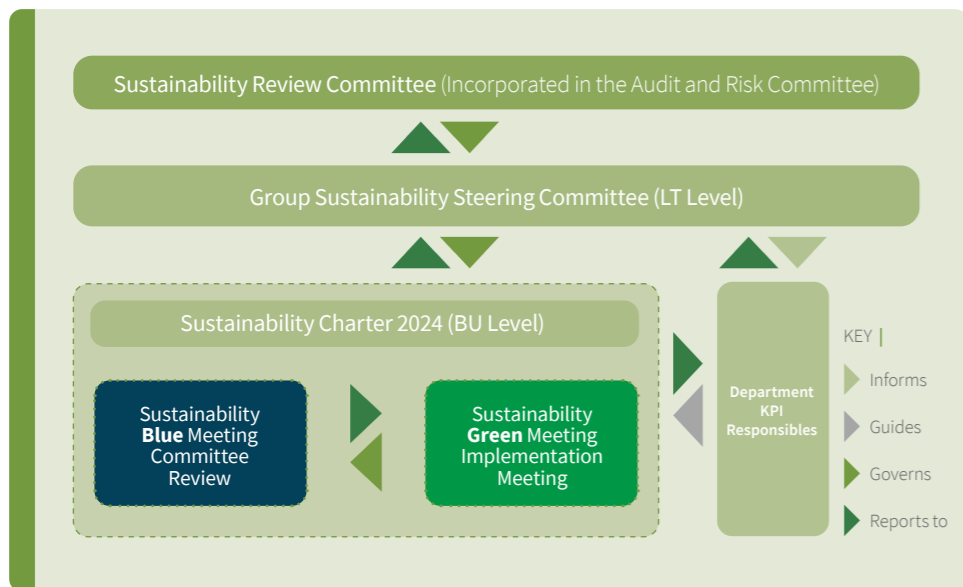 Sustainability Review Committee (Incorporated in the Audit and Risk Committee)
Group Sustainability Steering Committee (LT Level)
Sustainability Charter 2024 (BU Level)
Sustainability
Blue Meeting
Committee
Review
Sustainability
Green Meeting
Implementation
Meeting
Department
KPI
Responsibles
KEY |
Informs
Guides
Governs
Reports to